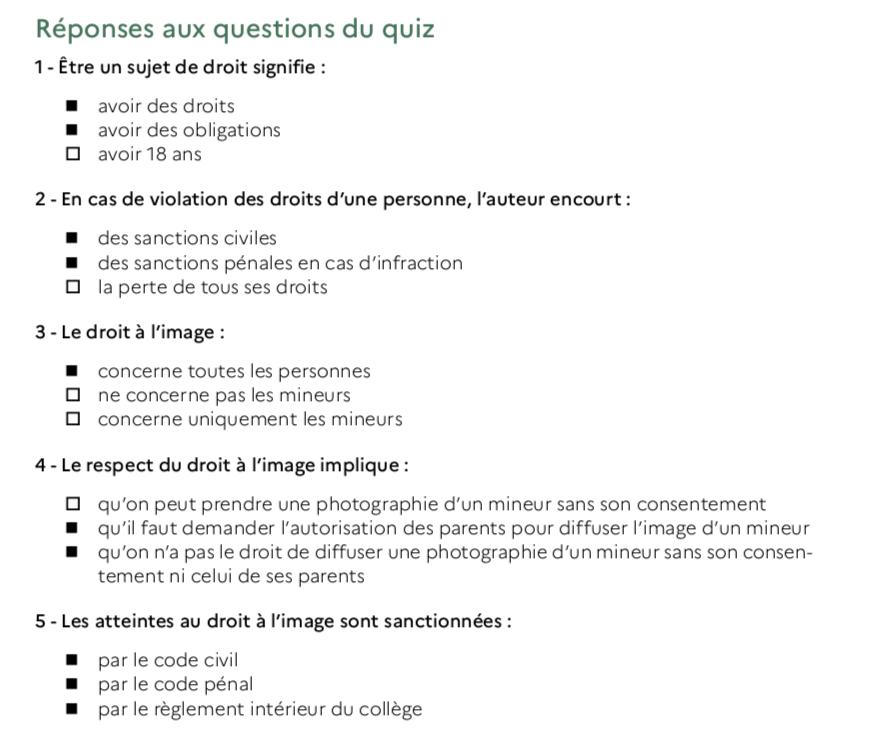 Réponses aux questions du quiz
1 - Être un sujet de droit signifie :
■ avoir des droits
■ avoir des obligations
□ avoir 18 ans
2 - En cas de violation des droits d’une personne, l’auteur encourt :
■ des sanctions civiles
■ des sanctions pénales en cas d’infraction
□ la perte de tous ses droits
3 - Le droit à l’image :
■ concerne toutes les personnes
□ ne concerne pas les mineurs
□ concerne uniquement les mineurs
4 - Le respect du droit à l’image implique :
□ qu’on peut prendre une photographie d’un mineur sans son consentement
■ qu’il faut demander l’autorisation des parents pour diffuser l’image d’un mineur
■ qu’on n’a pas le droit de diffuser une photographie d’un mineur sans son consen-
tement ni celui de ses parents
5 - Les atteintes au droit à l’image sont sanctionnées :
■ par le code civil
■ par le code pénal
■ par le règlement intérieur du collège